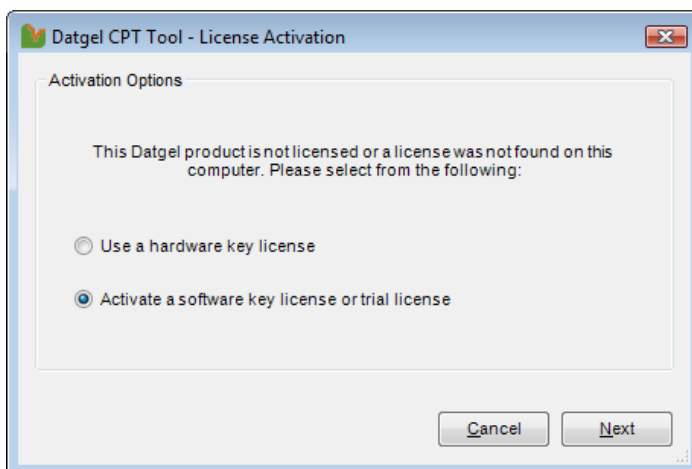 Datgel CPT Tool - License Activation
Activation Options
This Datgel product is not licensed or a license was not found on this
computer. Please select from the following:
Use a hardware key license
Activate a software key license or trial license
Cancel
Next